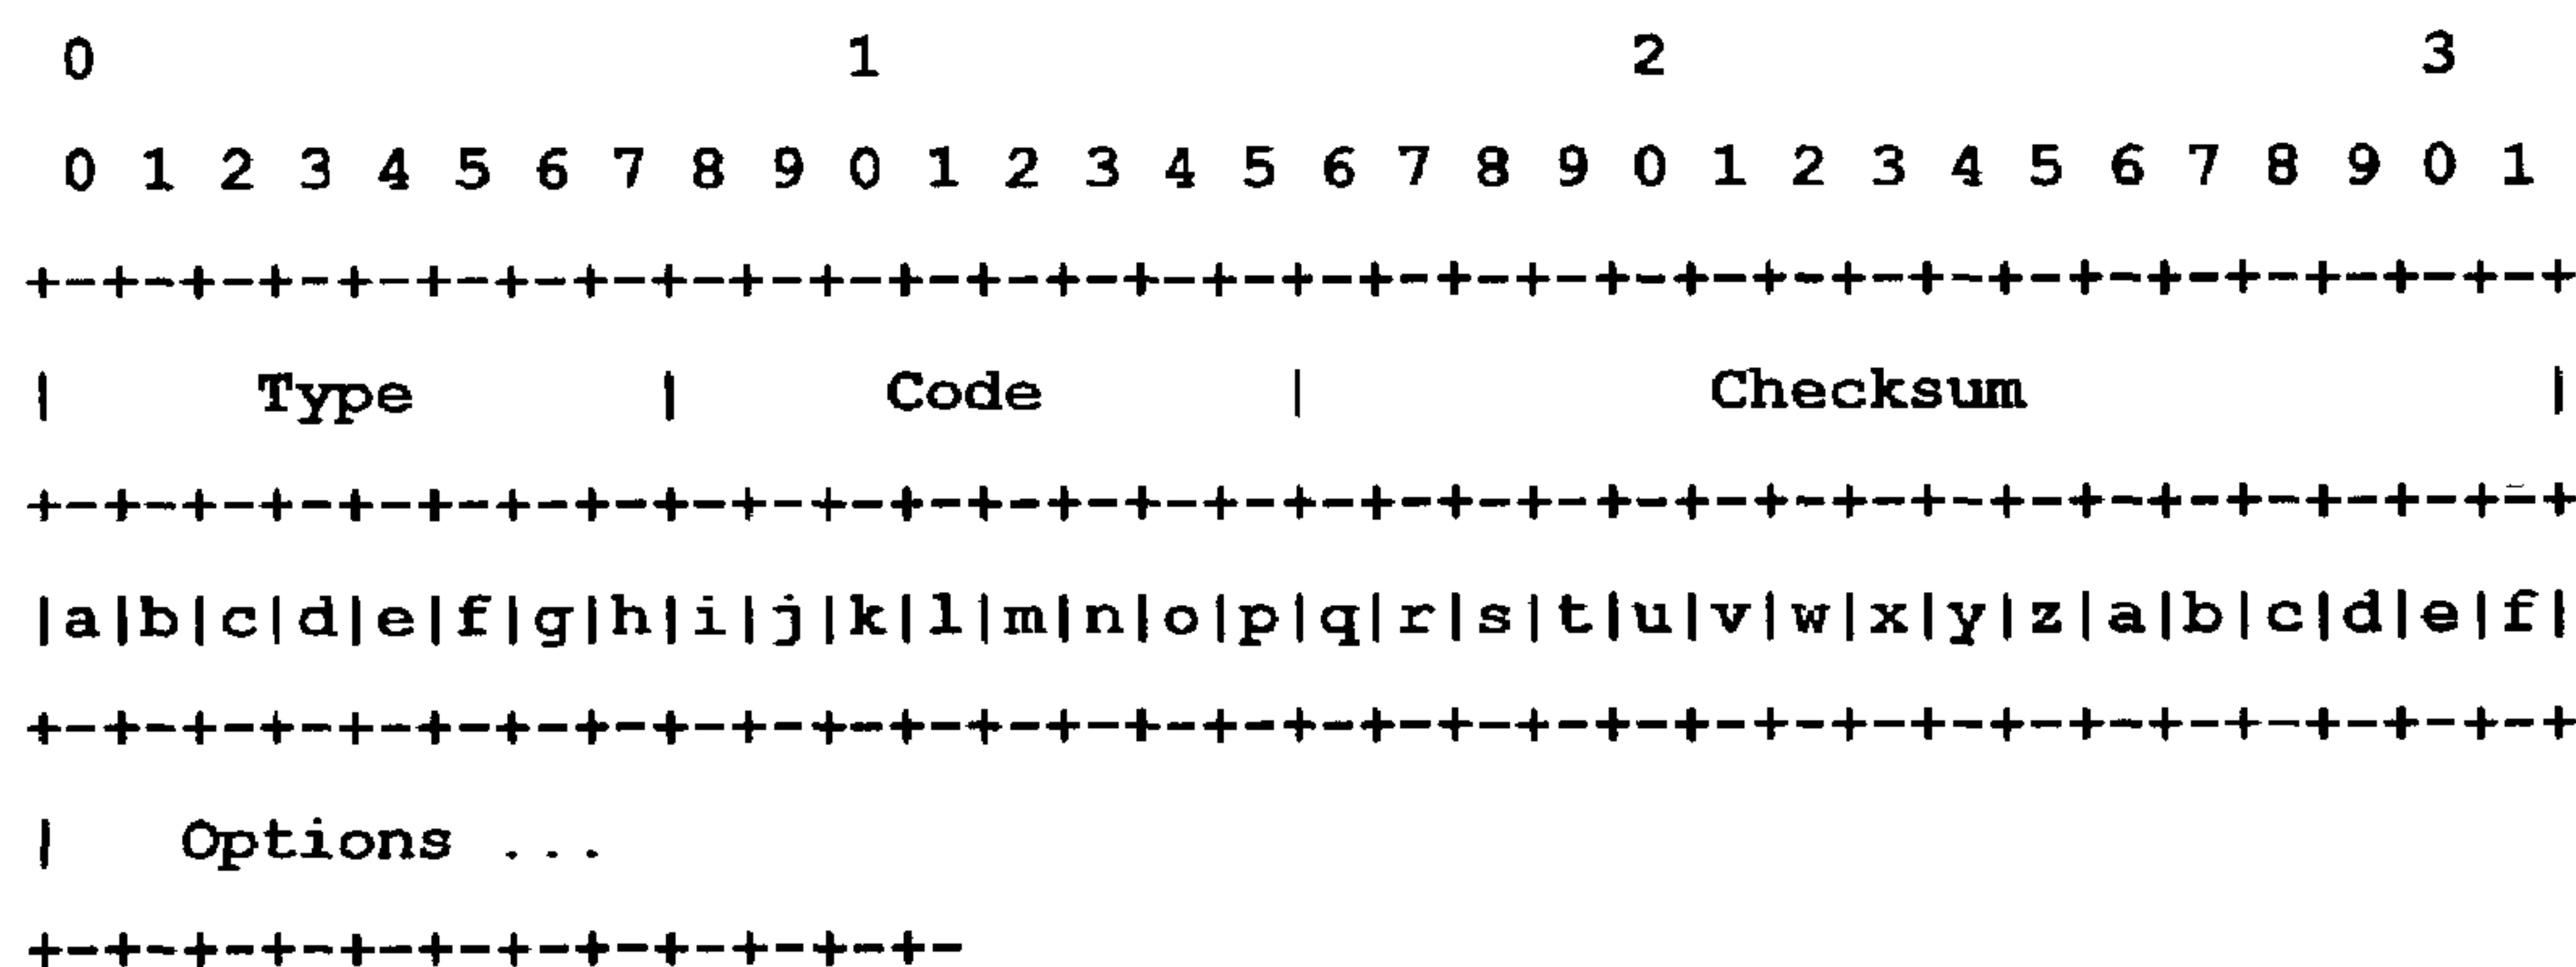 0                   1                   2                   3
 0 1 2 3 4 5 6 7 8 9 0 1 2 3 4 5 6 7 8 9 0 1 2 3 4 5 6 7 8 9 0 1
+-+-+-+-+-+-+-+-+-+-+-+-+-+-+-+-+-+-+-+-+-+-+-+-+-+-+-+-+-+-+-+-+
|     Type      |     Code      |          Checksum             |
+-+-+-+-+-+-+-+-+-+-+-+-+-+-+-+-+-+-+-+-+-+-+-+-+-+-+-+-+-+-+-+-+
|a|b|c|d|e|f|g|h|i|j|k|l|m|n|o|p|q|r|s|t|u|v|w|x|y|z|a|b|c|d|e|f|
+-+-+-+-+-+-+-+-+-+-+-+-+-+-+-+-+-+-+-+-+-+-+-+-+-+-+-+-+-+-+-+-+
|   Options ...
+-+-+-+-+-+-+-+-+-+-+-+-